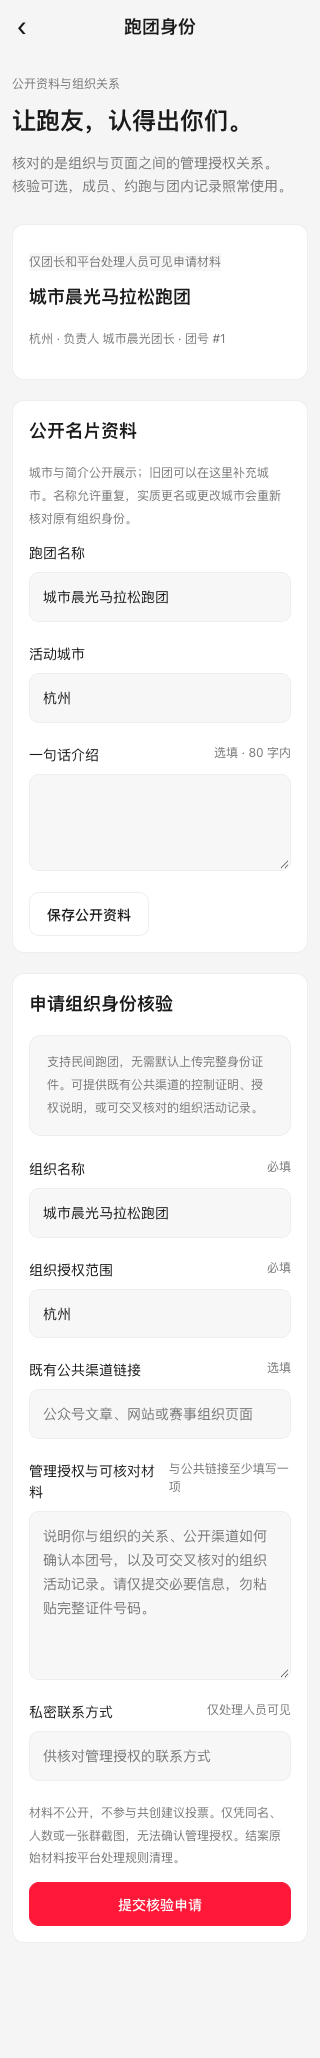 跑团身份
公开资料与组织关系
让跑友，认得出你们。
核对的是组织与页面之间的管理授权关系。
核验可选，成员、约跑与团内记录照常使用。
仅团长和平台处理人员可见申请材料
城市晨光马拉松跑团
杭州 · 负责人 城市晨光团长 · 团号 #1
公开名片资料
城市与简介公开展示；旧团可以在这里补充城
市。名称允许重复，实质更名或更改城市会重新
核对原有组织身份。
跑团名称
城市晨光马拉松跑团
活动城市
杭州
一句话介绍 选填 · 80 字内
保存公开资料
申请组织身份核验
支持民间跑团，无需默认上传完整身份证
件。可提供既有公共渠道的控制证明、授
权说明，或可交叉核对的组织活动记录。
组织名称 必填
城市晨光马拉松跑团
组织授权范围 必填
杭州
既有公共渠道链接 选填
公众号文章、网站或赛事组织页面
管理授权与可核对材 与公共链接至少填写一
料 项
说明你与组织的关系、公开渠道如何
确认本团号，以及可交叉核对的组织
活动记录。请仅提交必要信息，勿粘
贴完整证件号码。
私密联系方式 仅处理人员可见
供核对管理授权的联系方式
材料不公开，不参与共创建议投票。仅凭同名、
人数或一张群截图，无法确认管理授权。结案原
始材料按平台处理规则清理。
提交核验申请